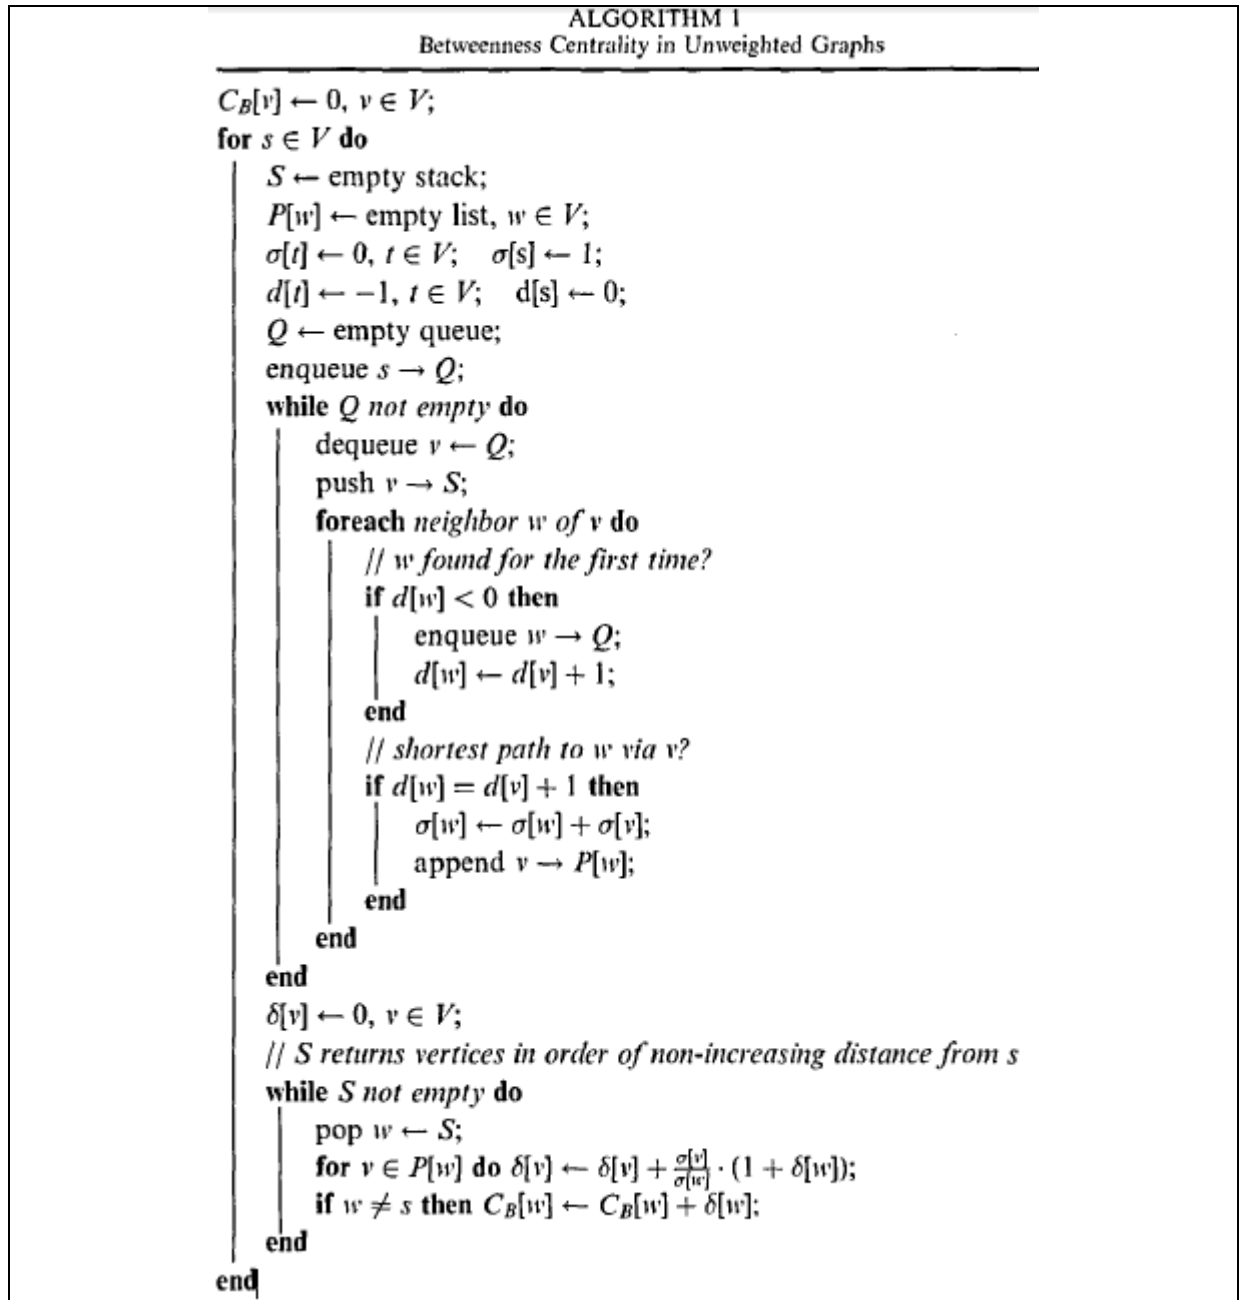 ALGORITHM 1
Betweenness Centrality in Unweighted Graphs
C_B[v] ← 0, v ∈ V;
for s ∈ V do
S ← empty stack;
P[w] ← empty list, w ∈ V;
σ[t] ← 0, t ∈ V; σ[s] ← 1;
d[t] ← −1, t ∈ V; d[s] ← 0;
Q ← empty queue;
enqueue s → Q;
while Q not empty do
dequeue v ← Q;
push v → S;
foreach neighbor w of v do
// w found for the first time?
if d[w] < 0 then
enqueue w → Q;
d[w] ← d[v] + 1;
end
// shortest path to w via v?
if d[w] = d[v] + 1 then
σ[w] ← σ[w] + σ[v];
append v → P[w];
end
end
end
δ[v] ← 0, v ∈ V;
// S returns vertices in order of non-increasing distance from s
while S not empty do
pop w ← S;
for v ∈ P[w] do δ[v] ← δ[v] + σ[v]/σ[w] · (1 + δ[w]);
if w ≠ s then C_B[w] ← C_B[w] + δ[w];
end
end